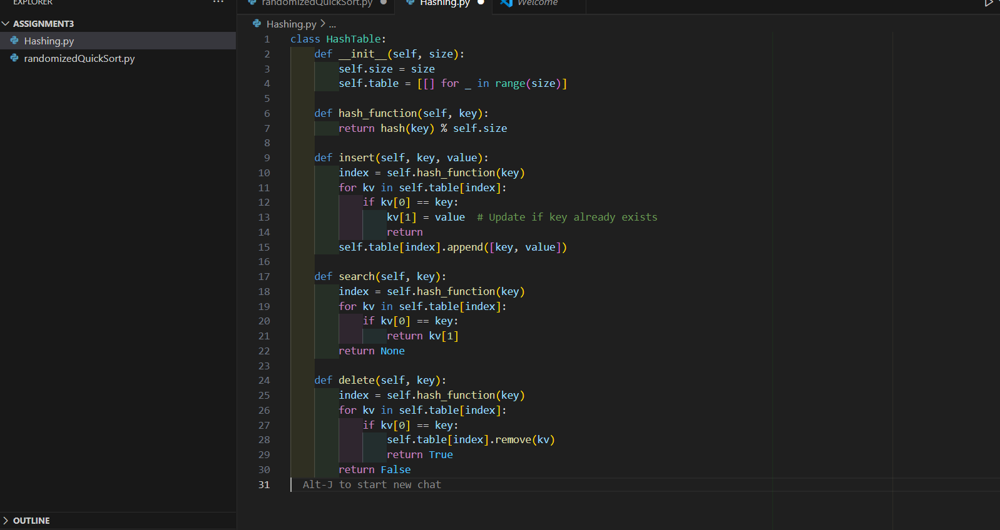 EXPLORER ...
randomizedQuickSort.py Hashing.py Welcome
ASSIGNMENT3
Hashing.py
randomizedQuickSort.py
OUTLINE
Hashing.py > ...
1 class HashTable:
2     def __init__(self, size):
3         self.size = size
4         self.table = [[] for _ in range(size)]
5
6     def hash_function(self, key):
7         return hash(key) % self.size
8
9     def insert(self, key, value):
10         index = self.hash_function(key)
11         for kv in self.table[index]:
12             if kv[0] == key:
13                 kv[1] = value  # Update if key already exists
14                 return
15         self.table[index].append([key, value])
16
17     def search(self, key):
18         index = self.hash_function(key)
19         for kv in self.table[index]:
20             if kv[0] == key:
21                 return kv[1]
22         return None
23
24     def delete(self, key):
25         index = self.hash_function(key)
26         for kv in self.table[index]:
27             if kv[0] == key:
28                 self.table[index].remove(kv)
29                 return True
30         return False
31 Alt-J to start new chat